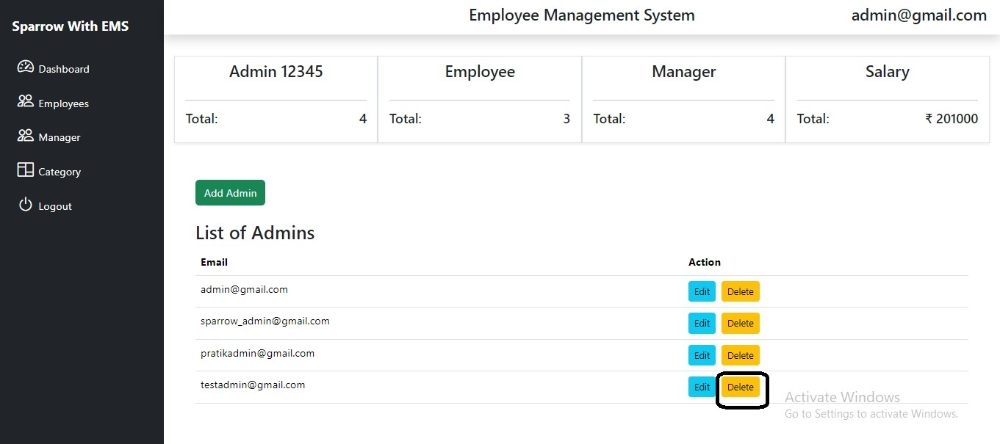 Sparrow With EMS
Employee Management System
admin@gmail.com
Dashboard
Employees
Manager
Category
Logout
Admin 12345
Total: 4
Employee
Total: 3
Manager
Total: 4
Salary
Total: ₹ 201000
Add Admin
List of Admins
Email Action
admin@gmail.com Edit Delete
sparrow_admin@gmail.com Edit Delete
pratikadmin@gmail.com Edit Delete
testadmin@gmail.com Edit Delete
Activate Windows
Go to Settings to activate Windows.